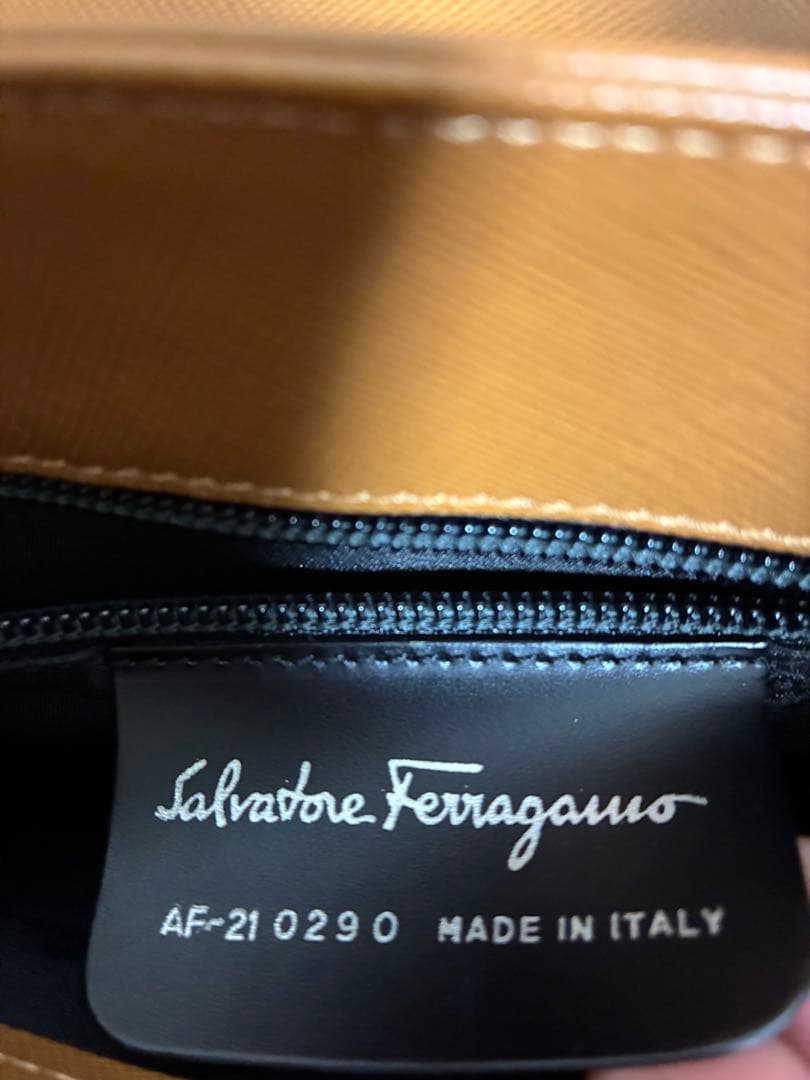 Salvatore Ferragamo
AF-21 0290 MADE IN ITALY